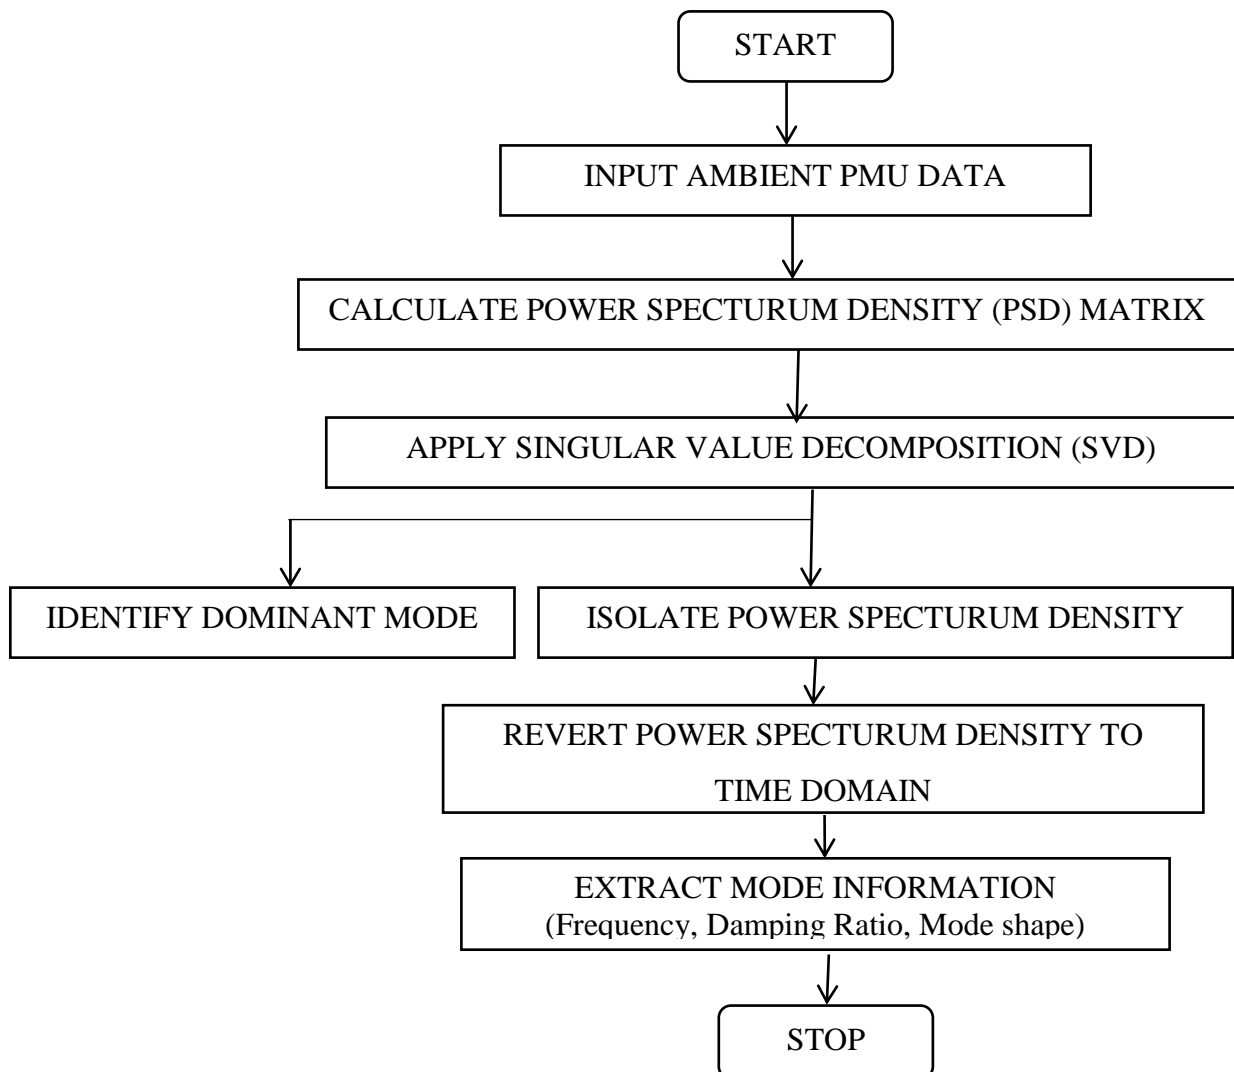 START
INPUT AMBIENT PMU DATA
CALCULATE POWER SPECTURUM DENSITY (PSD) MATRIX
APPLY SINGULAR VALUE DECOMPOSITION (SVD)
IDENTIFY DOMINANT MODE
ISOLATE POWER SPECTURUM DENSITY
REVERT POWER SPECTURUM DENSITY TO
TIME DOMAIN
EXTRACT MODE INFORMATION
(Frequency, Damping Ratio, Mode shape)
STOP